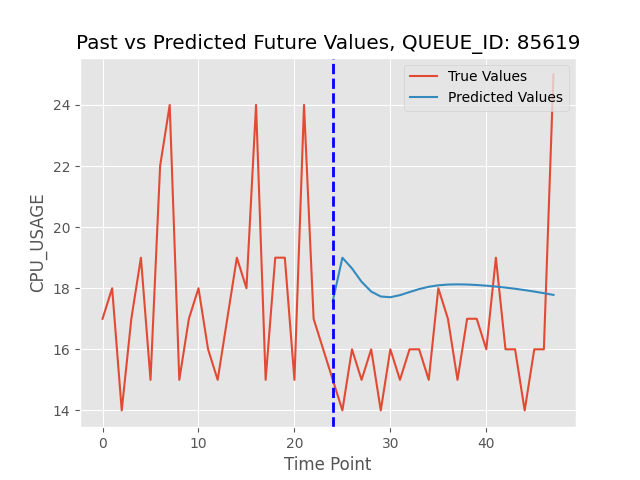 Past vs Predicted Future Values, QUEUE_ID: 85619
True Values
Predicted Values
CPU_USAGE
24
22
20
18
16
14
0
10
20
30
40
Time Point